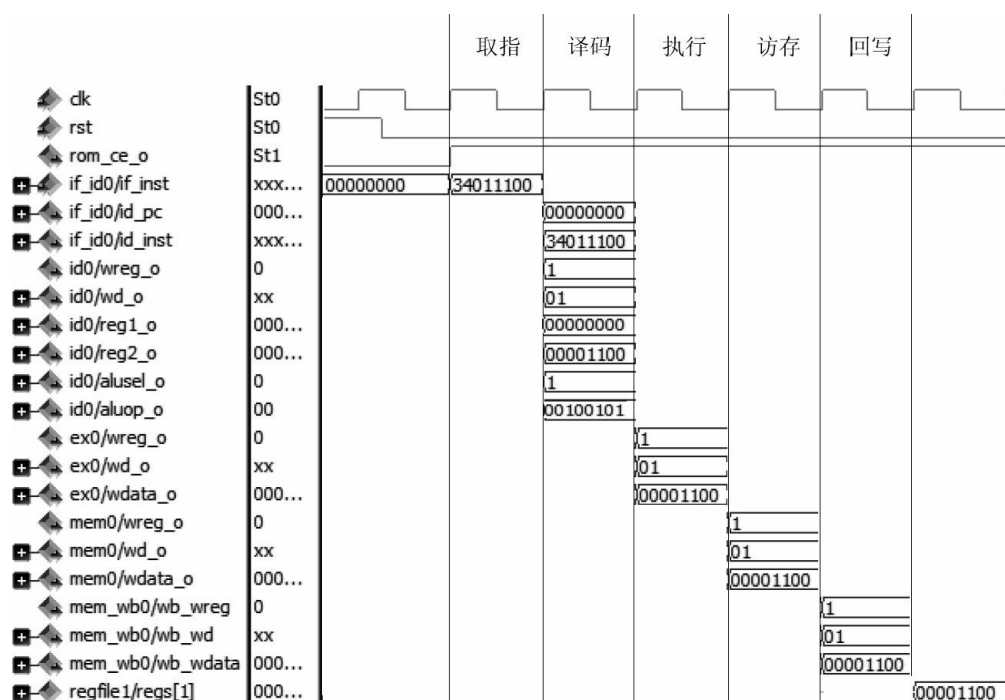 取指 译码 执行 访存 回写
clk St0
rst St0
rom_ce_o St1
if_id0/if_inst xxx... 00000000 34011100
if_id0/id_pc 000... 00000000
if_id0/id_inst xxx... 34011100
id0/wreg_o 0 1
id0/wd_o xx 01
id0/reg1_o 000... 00000000
id0/reg2_o 000... 00001100
id0/alusel_o 0 1
id0/aluop_o 00 00100101
ex0/wreg_o 0 1
ex0/wd_o xx 01
ex0/wdata_o 000... 00001100
mem0/wreg_o 0 1
mem0/wd_o xx 01
mem0/wdata_o 000... 00001100
mem_wb0/wb_wreg 0 1
mem_wb0/wb_wd xx 01
mem_wb0/wb_wdata 000... 00001100
regfile1/regs[1] 000... 00001100